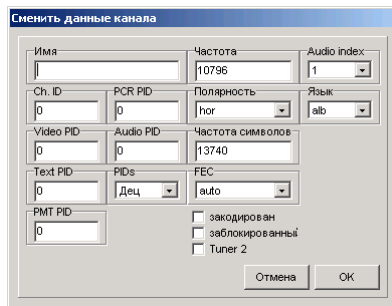 Сменить данные канала
Имя Частота Audio index
10796 1
Ch. ID PCR PID Полярность Язык
0 0 hor alb
Video PID Audio PID Частота символов
0 0 13740
Text PID PIDs FEC
0 Дец auto
PMT PID
0
закодирован
заблокированный
Tuner 2
Отмена OK